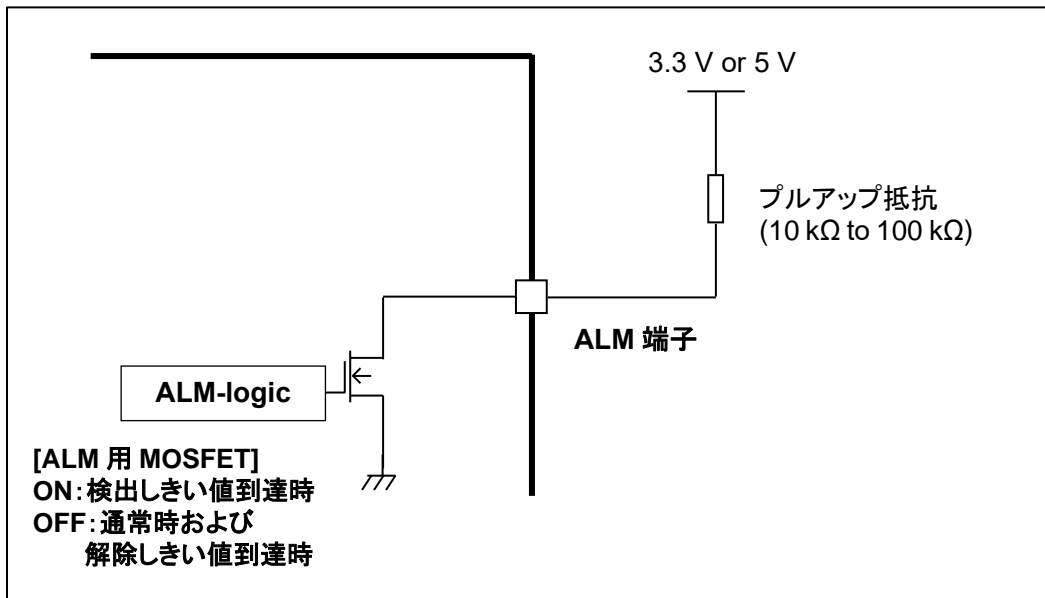 3.3 V or 5 V
プルアップ抵抗
(10 kΩ to 100 kΩ)
ALM 端子
ALM-logic
[ALM 用 MOSFET]
ON:検出しきい値到達時
OFF:通常時および
解除しきい値到達時